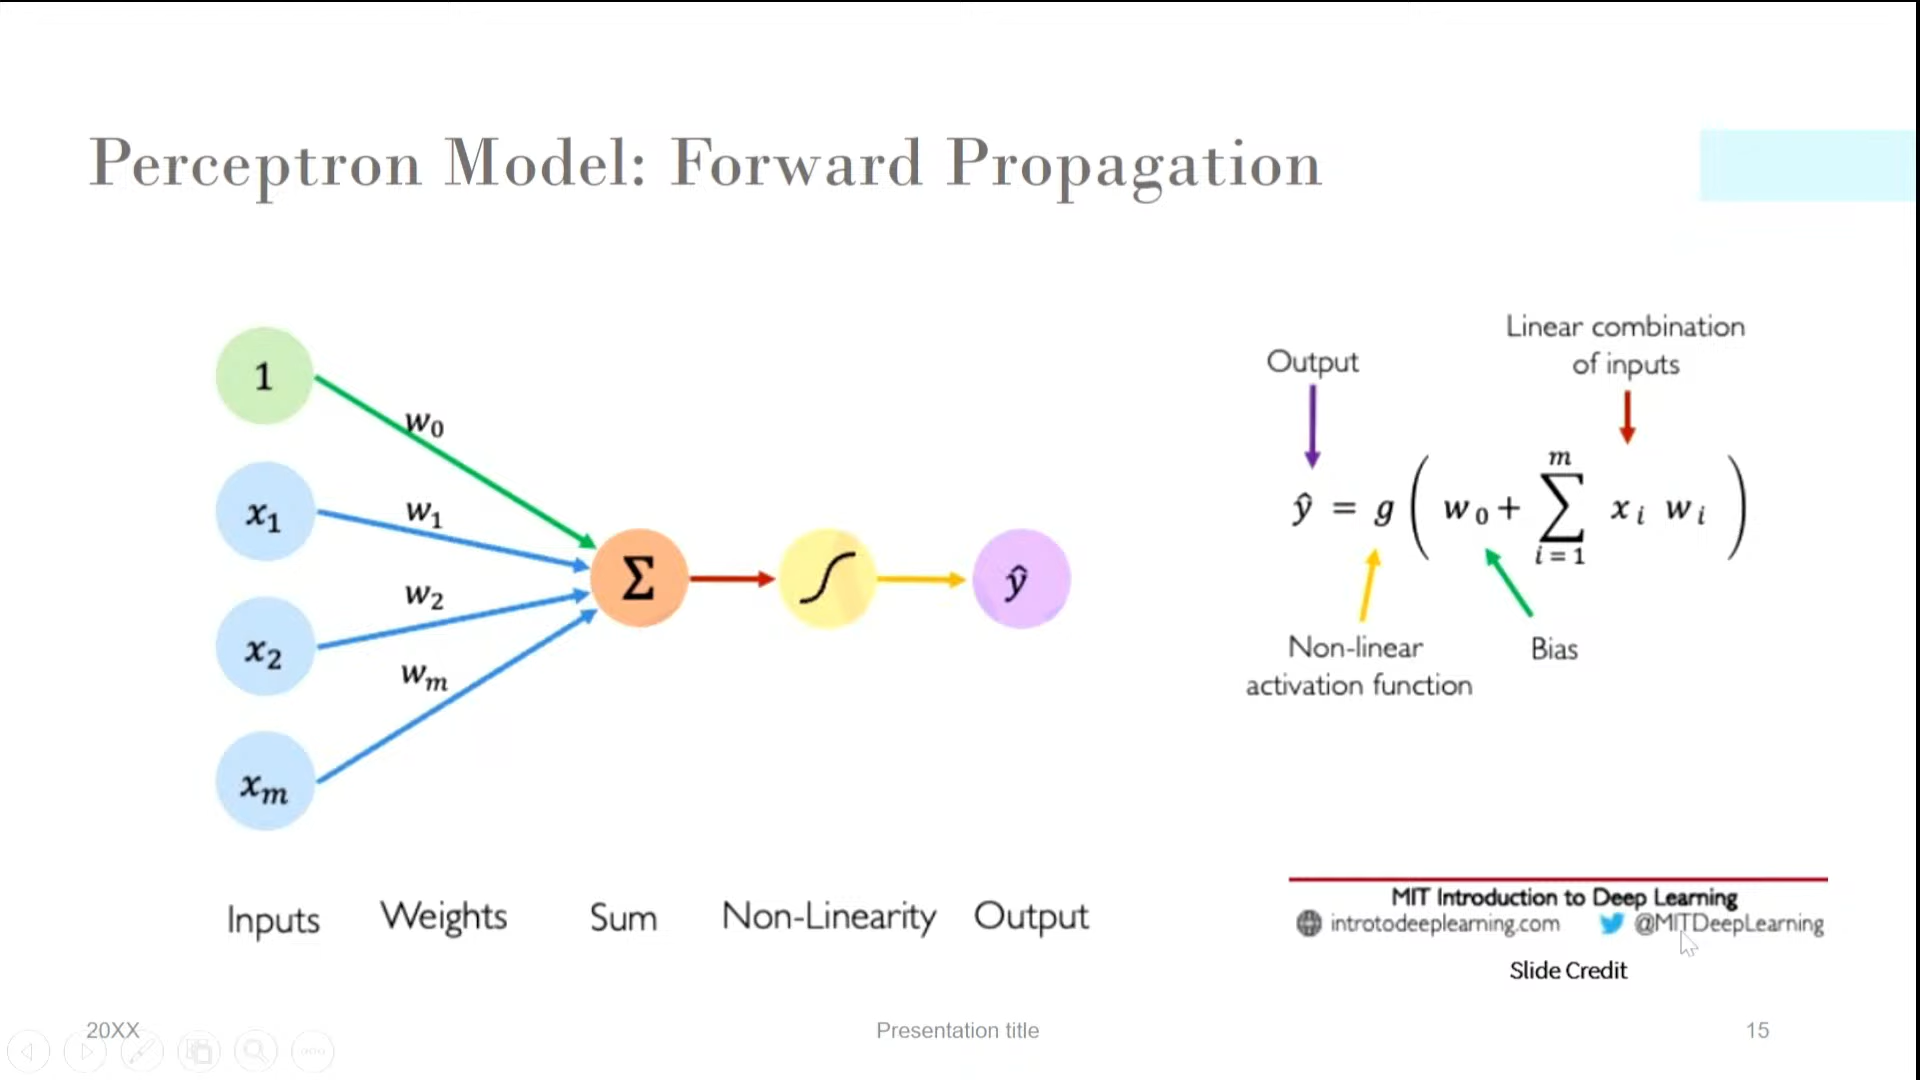 Perceptron Model: Forward Propagation
1
w₀
x₁
w₁
x₂
w₂
xₘ
wₘ
Σ
ŷ
Inputs
Weights
Sum
Non-Linearity
Output
Output
Linear combination
of inputs
ŷ = g ( w₀ + Σ xᵢ wᵢ )
m
i = 1
Non-linear
activation function
Bias
MIT Introduction to Deep Learning
introtodeeplearning.com @MITDeepLearning
Slide Credit
20XX
Presentation title
15